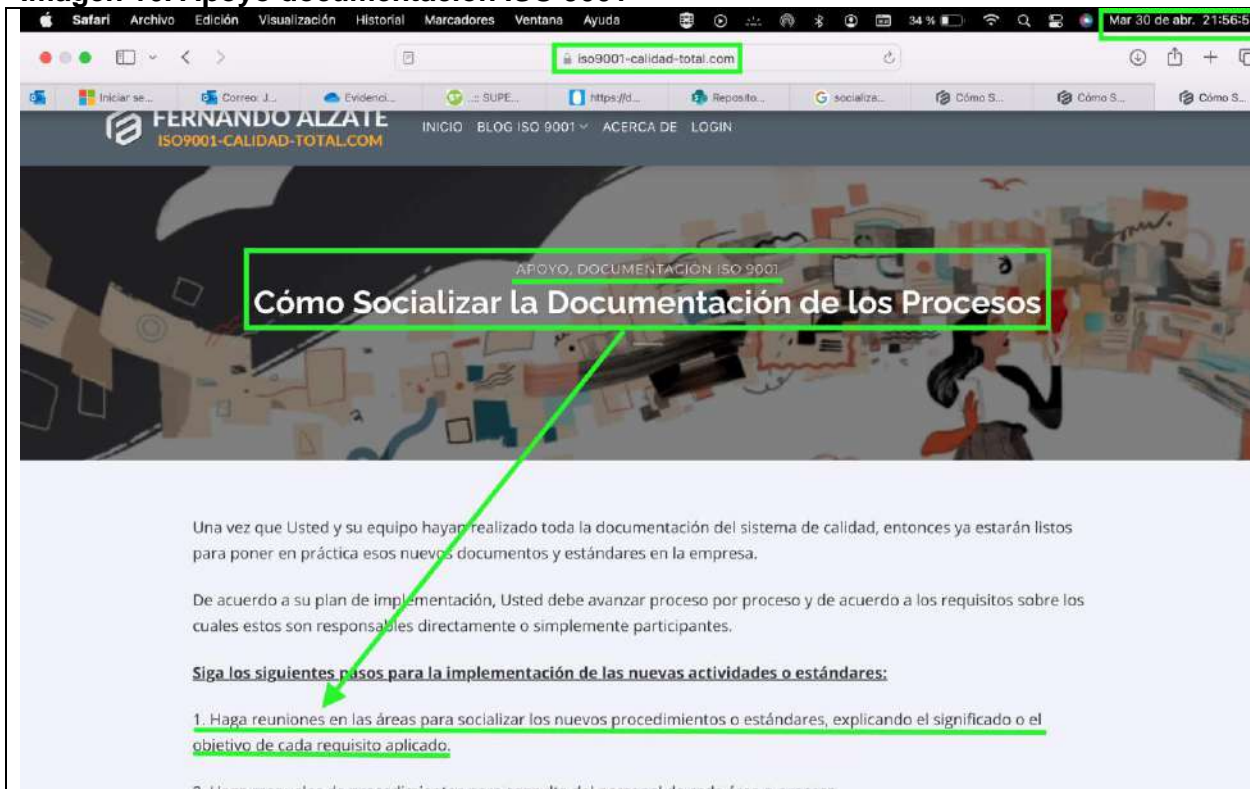 Imagen 10. Apoyo documentación ISO 9001
Safari Archivo Edición Visualización Historial Marcadores Ventana Ayuda 34 % Mar 30 de abr. 21:56:5
iso9001-calidad-total.com
Iniciar se... Correo: J... Evidenci... ..:: SUPE... https://d... Reposito... socializa... Cómo S... Cómo S... Cómo S...
FERNANDO ALZATE
ISO9001-CALIDAD-TOTAL.COM
INICIO BLOG ISO 9001 ACERCA DE LOGIN
APOYO, DOCUMENTACIÓN ISO 9001
Cómo Socializar la Documentación de los Procesos
Una vez que Usted y su equipo hayan realizado toda la documentación del sistema de calidad, entonces ya estarán listos
para poner en práctica esos nuevos documentos y estándares en la empresa.
De acuerdo a su plan de implementación, Usted debe avanzar proceso por proceso y de acuerdo a los requisitos sobre los
cuales estos son responsables directamente o simplemente participantes.
Siga los siguientes pasos para la implementación de las nuevas actividades o estándares:
1. Haga reuniones en las áreas para socializar los nuevos procedimientos o estándares, explicando el significado o el
objetivo de cada requisito aplicado.